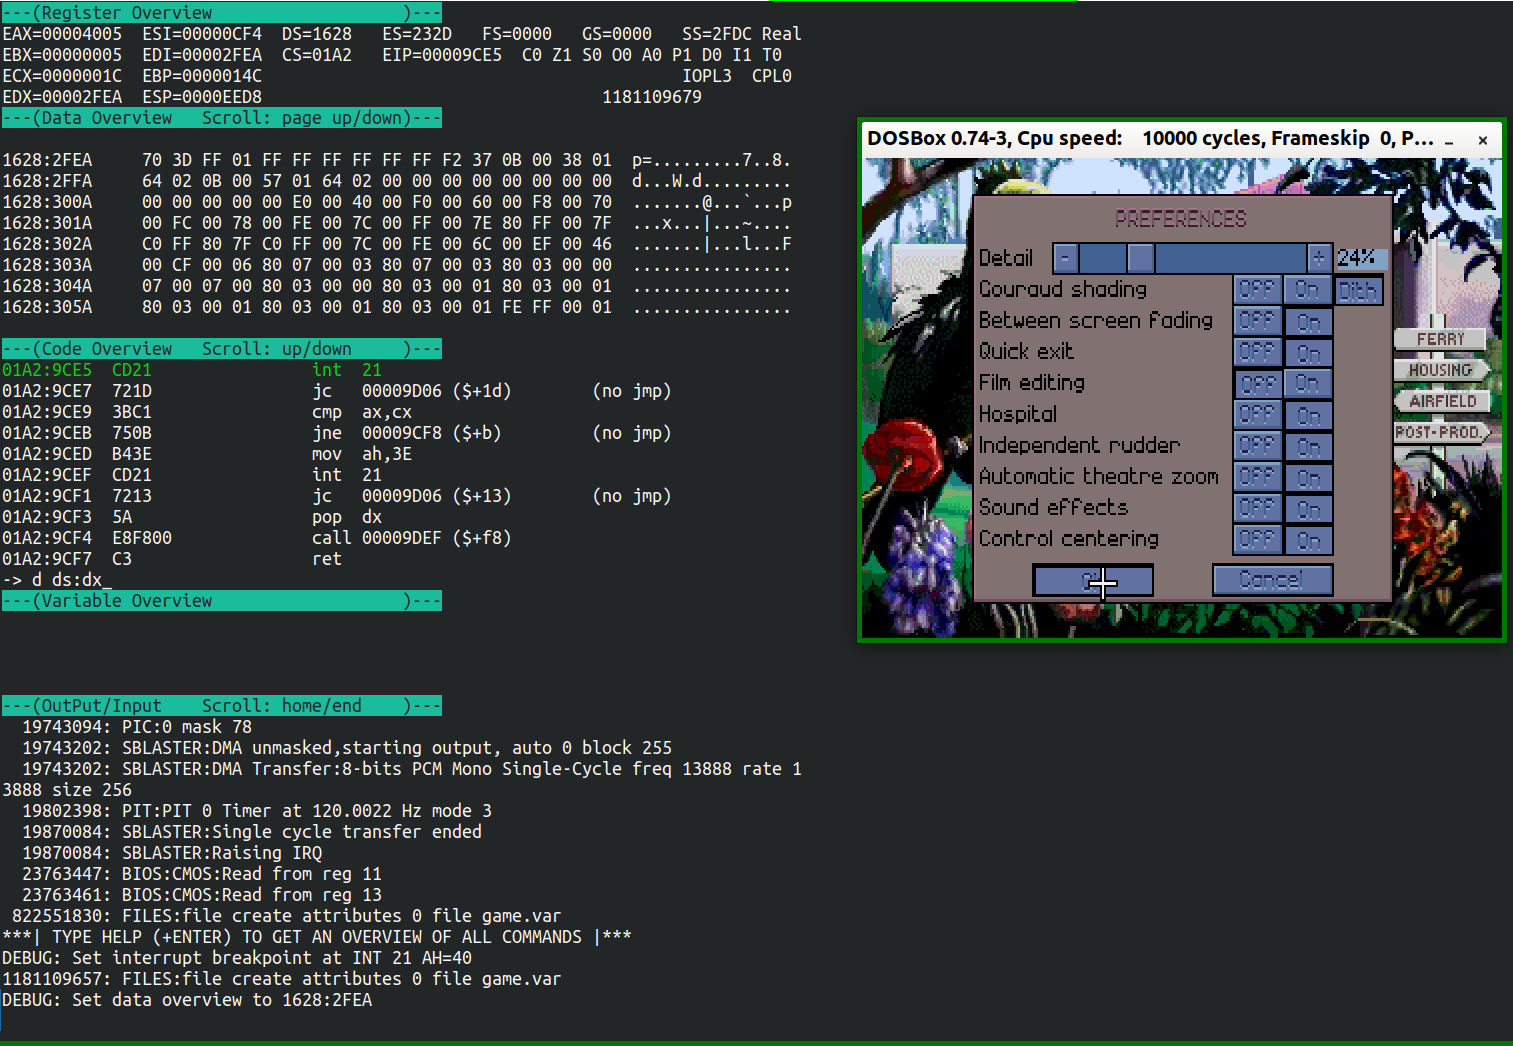 ---(Register Overview                   )---
EAX=00004005  ESI=00000CF4  DS=1628   ES=232D   FS=0000   GS=0000   SS=2FDC Real
EBX=00000005  EDI=00002FEA  CS=01A2   EIP=00009CE5  C0 Z1 S0 O0 A0 P1 D0 I1 T0
ECX=0000001C  EBP=0000014C                                          IOPL3  CPL0
EDX=00002FEA  ESP=0000EED8                                  1181109679
---(Data Overview   Scroll: page up/down)---
1628:2FEA     70 3D FF 01 FF FF FF FF FF FF F2 37 0B 00 38 01  p=.........7..8.
1628:2FFA     64 02 0B 00 57 01 64 02 00 00 00 00 00 00 00 00  d...W.d.........
1628:300A     00 00 00 00 00 E0 00 40 00 F0 00 60 00 F8 00 70  .......@...`...p
1628:301A     00 FC 00 78 00 FE 00 7C 00 FF 00 7E 80 FF 00 7F  ...x...|...~....
1628:302A     C0 FF 80 7F C0 FF 00 7C 00 FE 00 6C 00 EF 00 46  .......|...l...F
1628:303A     00 CF 00 06 80 07 00 03 80 07 00 03 80 03 00 00  ................
1628:304A     07 00 07 00 80 03 00 00 80 03 00 01 80 03 00 01  ................
1628:305A     80 03 00 01 80 03 00 01 80 03 00 01 FE FF 00 01  ................
---(Code Overview   Scroll: up/down     )---
01A2:9CE5  CD21                int  21
01A2:9CE7  721D                jc   00009D06 ($+1d)        (no jmp)
01A2:9CE9  3BC1                cmp  ax,cx
01A2:9CEB  750B                jne  00009CF8 ($+b)         (no jmp)
01A2:9CED  B43E                mov  ah,3E
01A2:9CEF  CD21                int  21
01A2:9CF1  7213                jc   00009D06 ($+13)        (no jmp)
01A2:9CF3  5A                  pop  dx
01A2:9CF4  E8F800              call 00009DEF ($+f8)
01A2:9CF7  C3                  ret
-> d ds:dx_
---(Variable Overview                   )---
---(OutPut/Input    Scroll: home/end    )---
19743094: PIC:0 mask 78
19743202: SBLASTER:DMA unmasked,starting output, auto 0 block 255
19743202: SBLASTER:DMA Transfer:8-bits PCM Mono Single-Cycle freq 13888 rate 1
3888 size 256
19802398: PIT:PIT 0 Timer at 120.0022 Hz mode 3
19870084: SBLASTER:Single cycle transfer ended
19870084: SBLASTER:Raising IRQ
23763447: BIOS:CMOS:Read from reg 11
23763461: BIOS:CMOS:Read from reg 13
822551830: FILES:file create attributes 0 file game.var
***| TYPE HELP (+ENTER) TO GET AN OVERVIEW OF ALL COMMANDS |***
DEBUG: Set interrupt breakpoint at INT 21 AH=40
1181109657: FILES:file create attributes 0 file game.var
DEBUG: Set data overview to 1628:2FEA
DOSBox 0.74-3, Cpu speed:   10000 cycles, Frameskip  0, P... – ×
PREFERENCES
Detail - + 24%
Gouraud shading Off On Dith
Between screen fading Off On
Quick exit Off On
Film editing Off On
Hospital Off On
Independent rudder Off On
Automatic theatre zoom Off On
Sound effects Off On
Control centering Off On
Cancel
FERRY
HOUSING
AIRFIELD
POST-PROD.